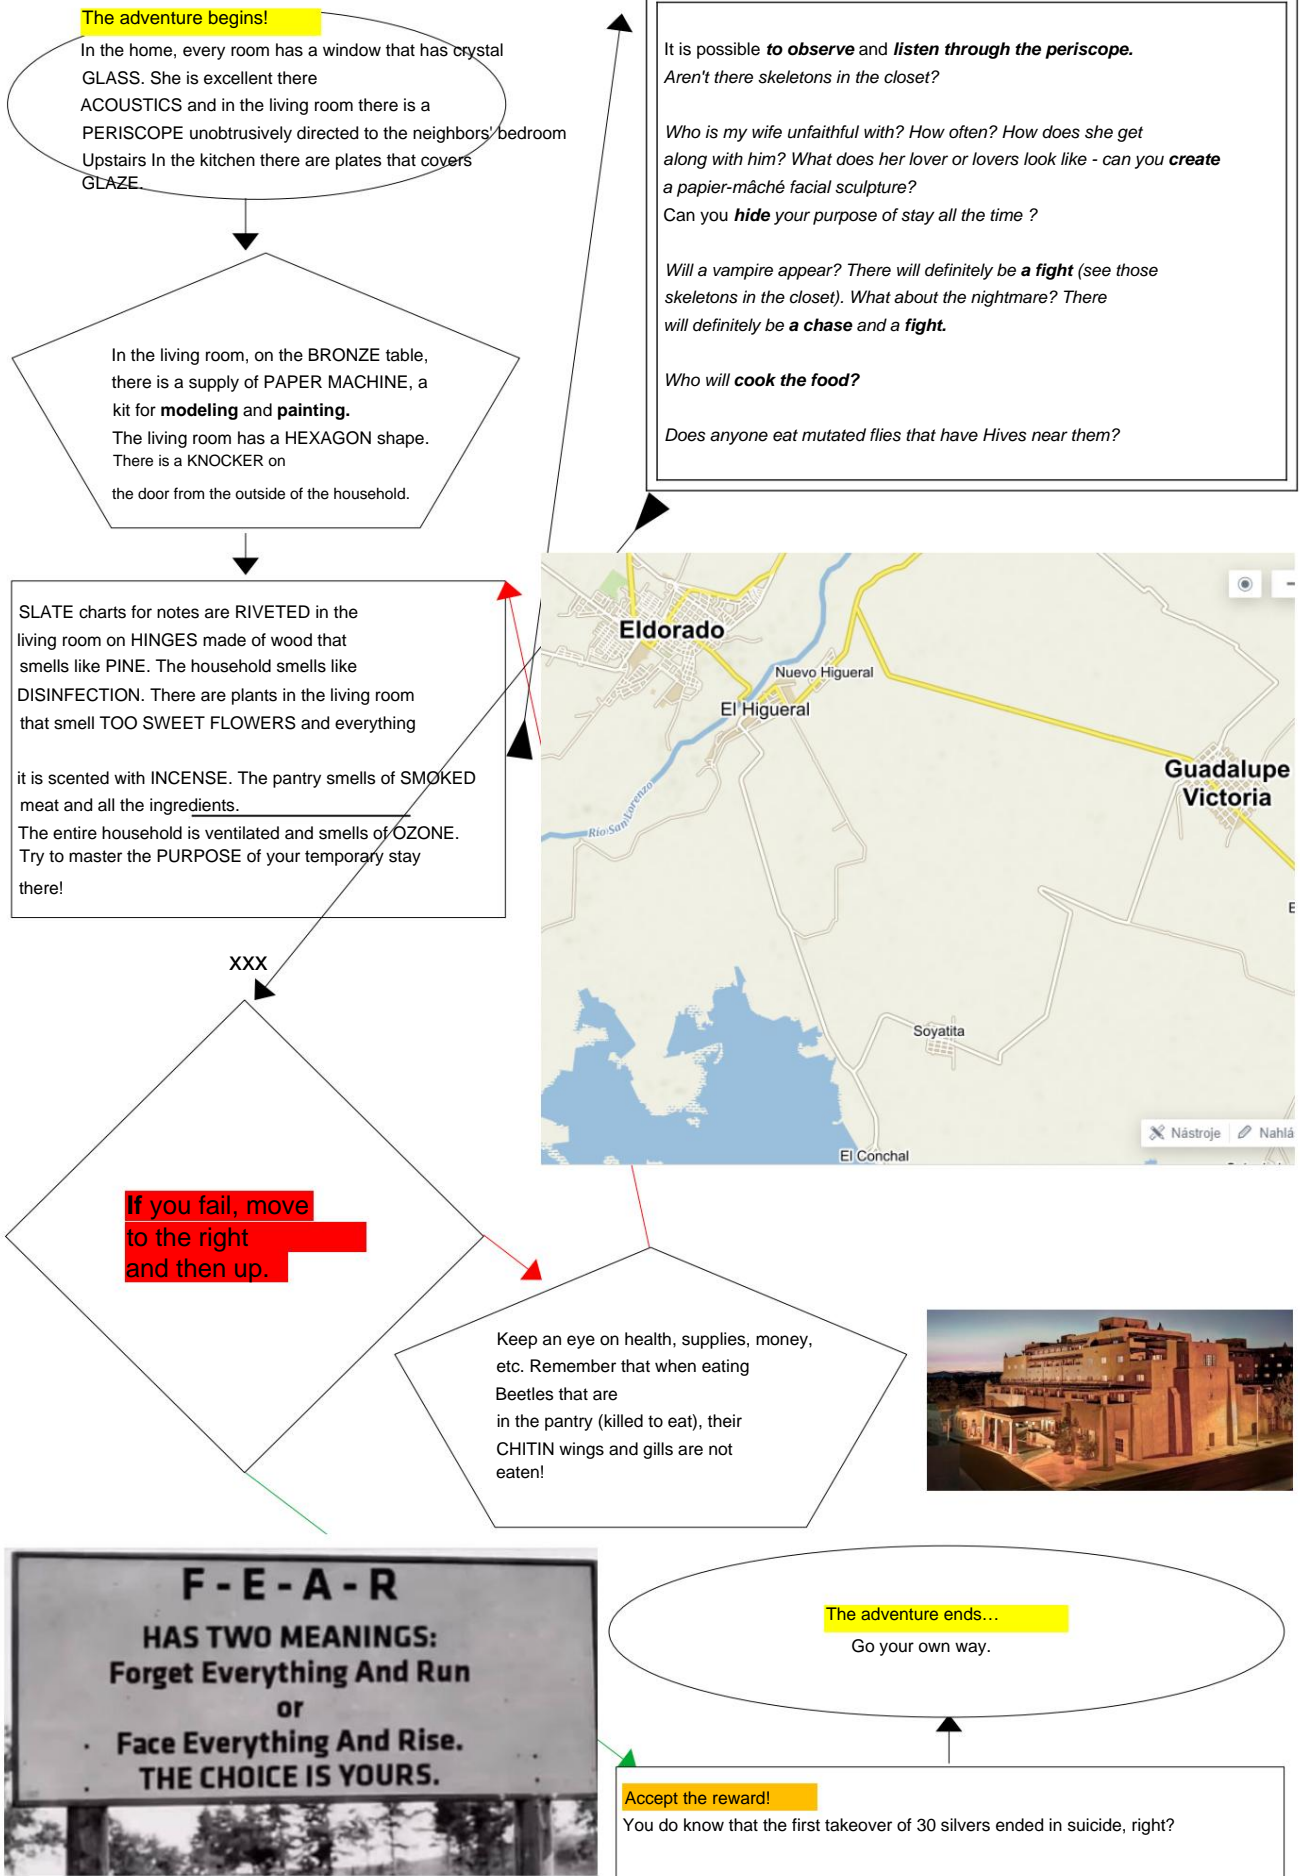 The adventure begins!
In the home, every room has a window that has crystal
GLASS. She is excellent there
ACOUSTICS and in the living room there is a
PERISCOPE unobtrusively directed to the neighbors' bedroom
Upstairs In the kitchen there are plates that covers
GLAZE.
In the living room, on the BRONZE table,
there is a supply of PAPER MACHINE, a
kit for modeling and painting.
The living room has a HEXAGON shape.
There is a KNOCKER on
the door from the outside of the household.
SLATE charts for notes are RIVETED in the
living room on HINGES made of wood that
smells like PINE. The household smells like
DISINFECTION. There are plants in the living room
that smell TOO SWEET FLOWERS and everything
it is scented with INCENSE. The pantry smells of SMOKED
meat and all the ingredients.
The entire household is ventilated and smells of OZONE.
Try to master the PURPOSE of your temporary stay
there!
It is possible to observe and listen through the periscope.
Aren't there skeletons in the closet?
Who is my wife unfaithful with? How often? How does she get
along with him? What does her lover or lovers look like - can you create
a papier-mâché facial sculpture?
Can you hide your purpose of stay all the time ?
Will a vampire appear? There will definitely be a fight (see those
skeletons in the closet). What about the nightmare? There
will definitely be a chase and a fight.
Who will cook the food?
Does anyone eat mutated flies that have Hives near them?
Eldorado
Nuevo Higueral
El Higueral
Guadalupe
Victoria
Río San Lorenzo
E
Soyatita
El Conchal
Nástroje
Nahlá
XXX
If you fail, move
to the right
and then up.
Keep an eye on health, supplies, money,
etc. Remember that when eating
Beetles that are
in the pantry (killed to eat), their
CHITIN wings and gills are not
eaten!
F - E - A - R
HAS TWO MEANINGS:
Forget Everything And Run
or
Face Everything And Rise.
THE CHOICE IS YOURS.
The adventure ends…
Go your own way.
Accept the reward!
You do know that the first takeover of 30 silvers ended in suicide, right?